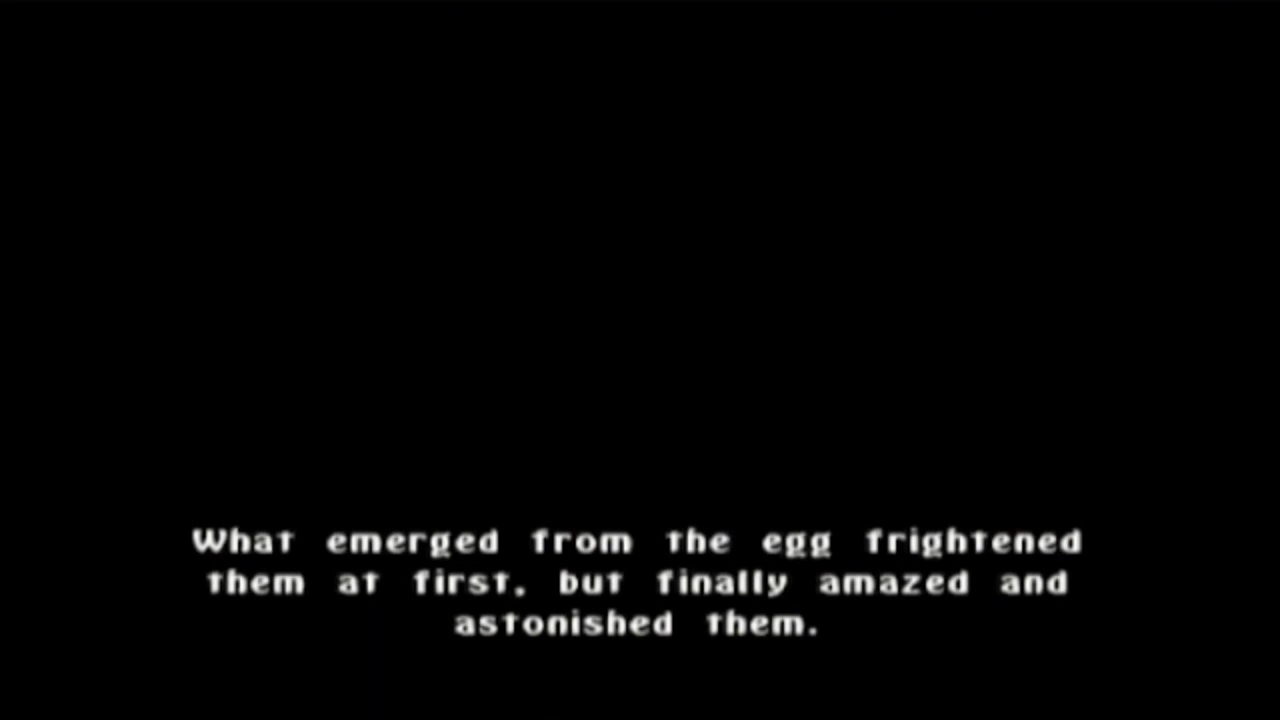 What emerged from the egg frightened
them at first, but finally amazed and
astonished them.